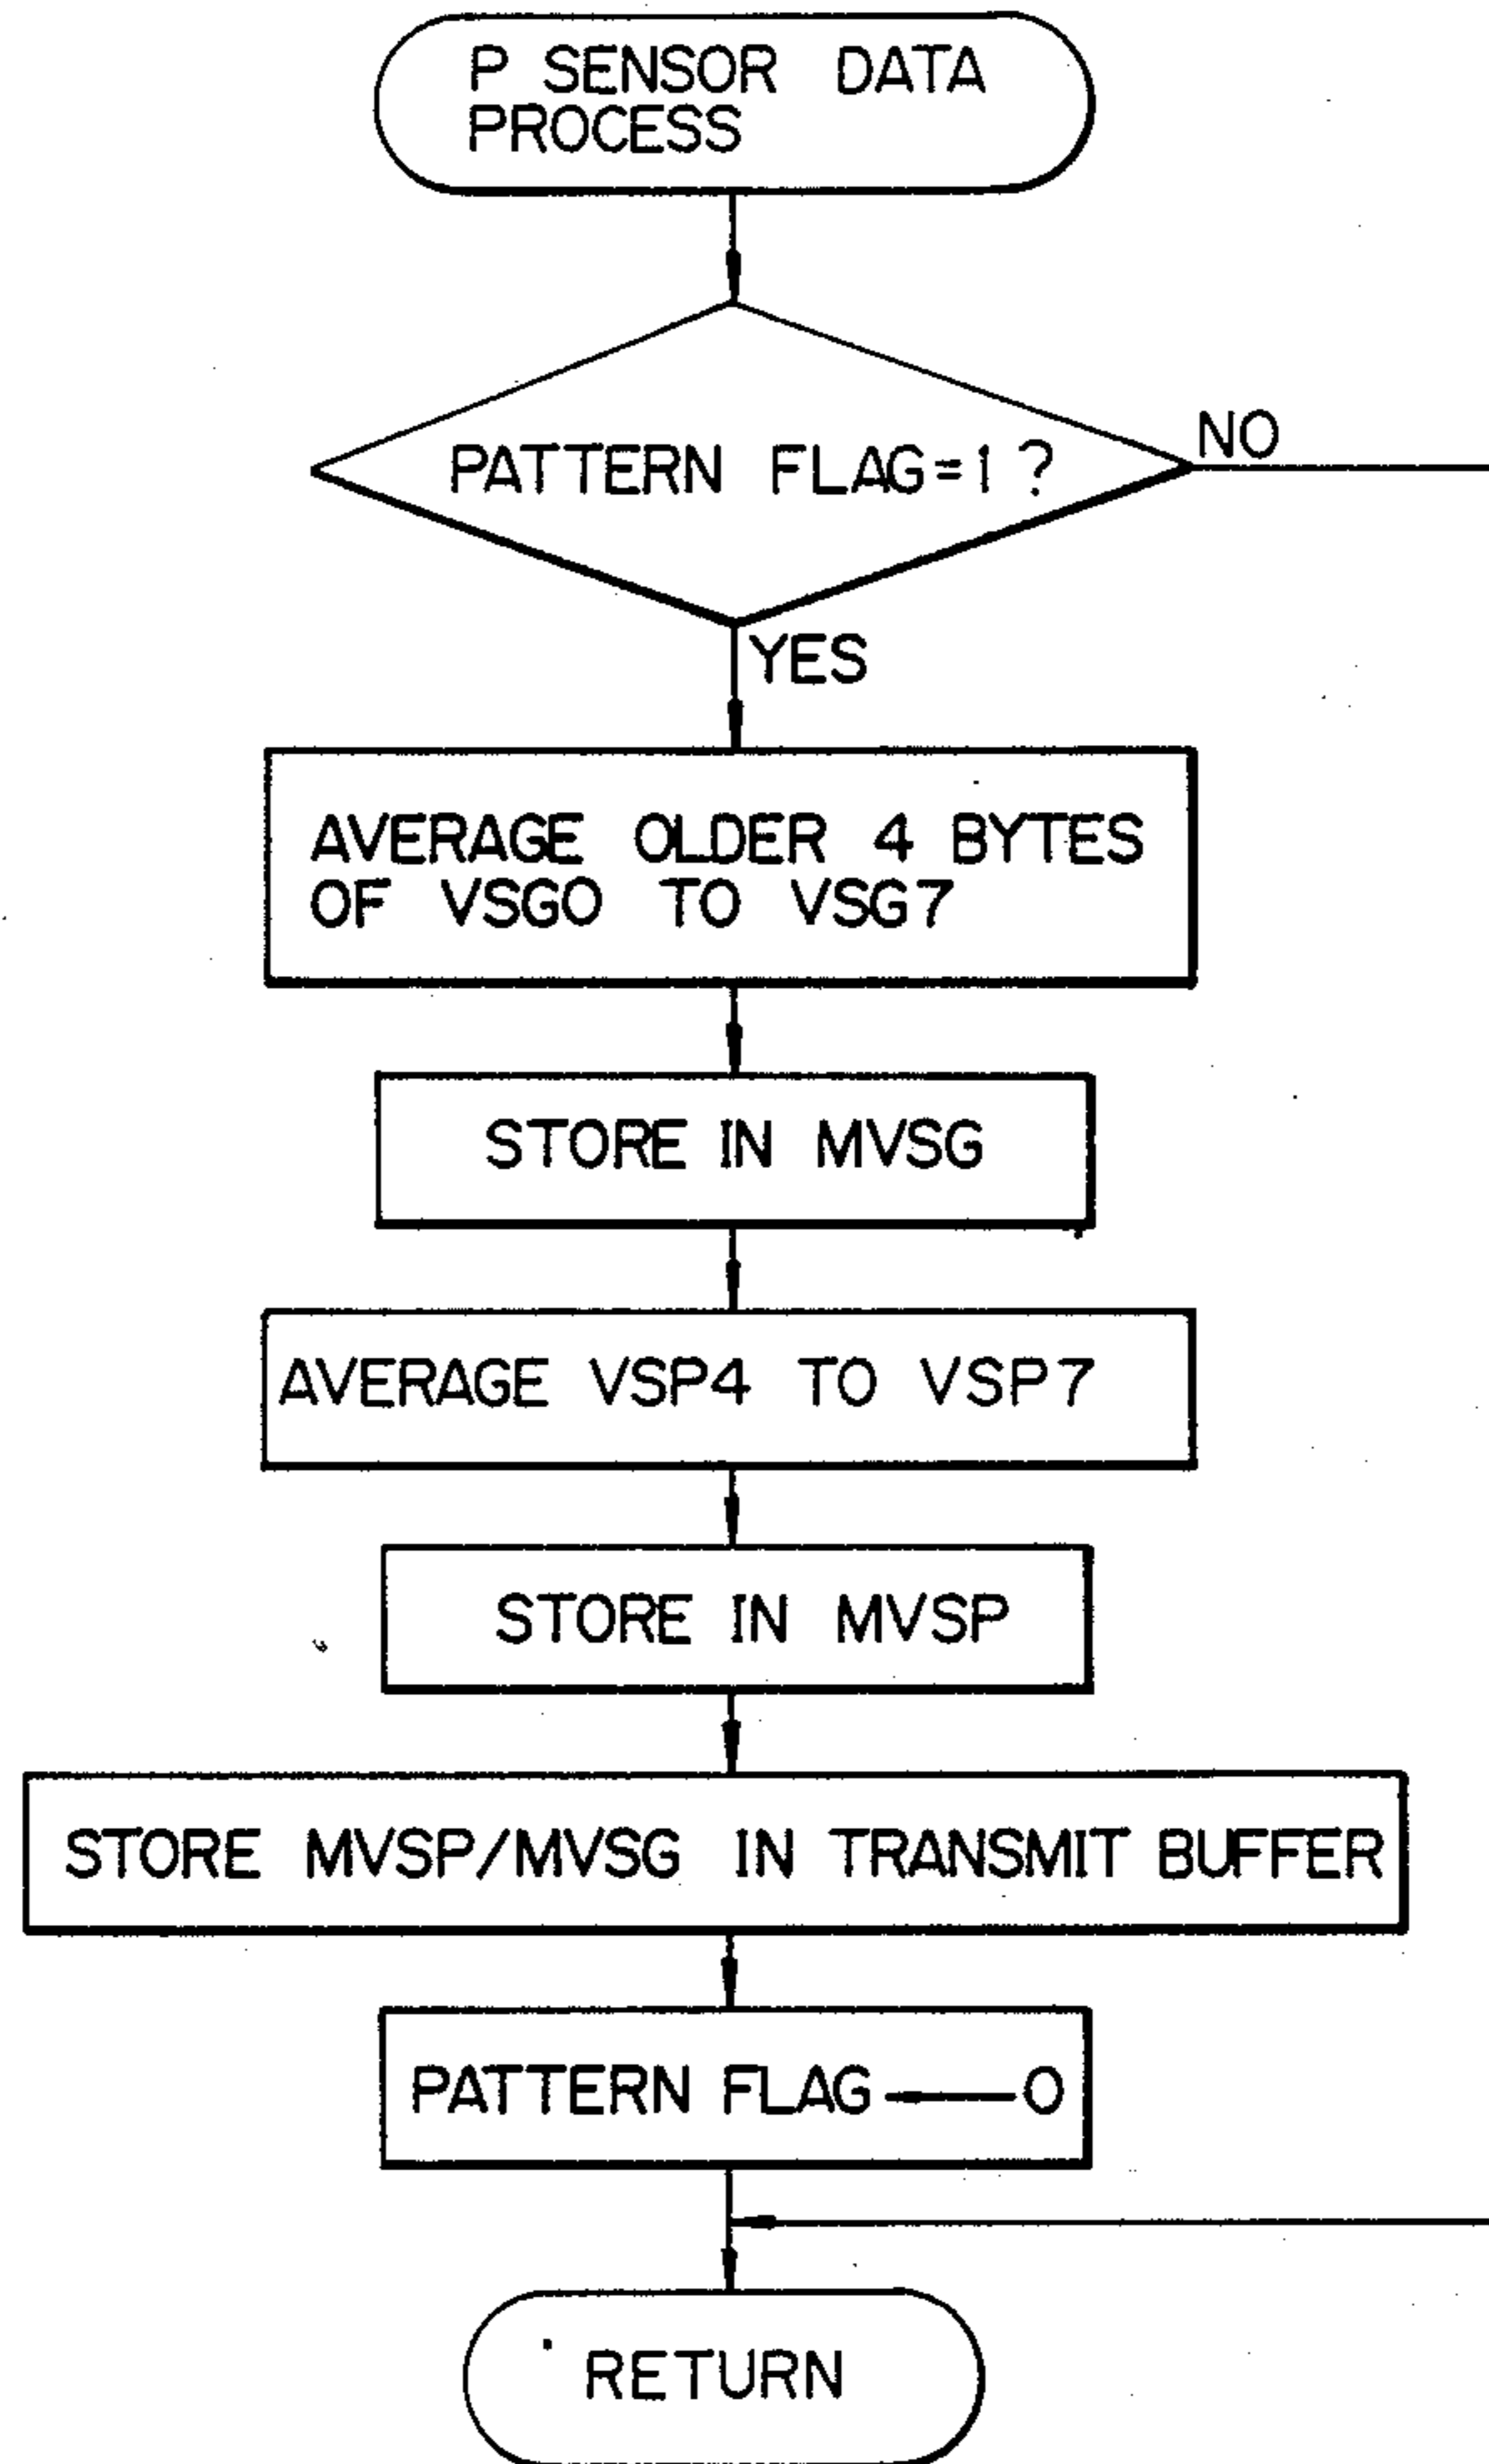 P SENSOR DATA
PROCESS
PATTERN FLAG=1 ?
NO
YES
AVERAGE OLDER 4 BYTES
OF VSG0 TO VSG7
STORE IN MVSG
AVERAGE VSP4 TO VSP7
STORE IN MVSP
STORE MVSP/MVSG IN TRANSMIT BUFFER
PATTERN FLAG ← 0
RETURN